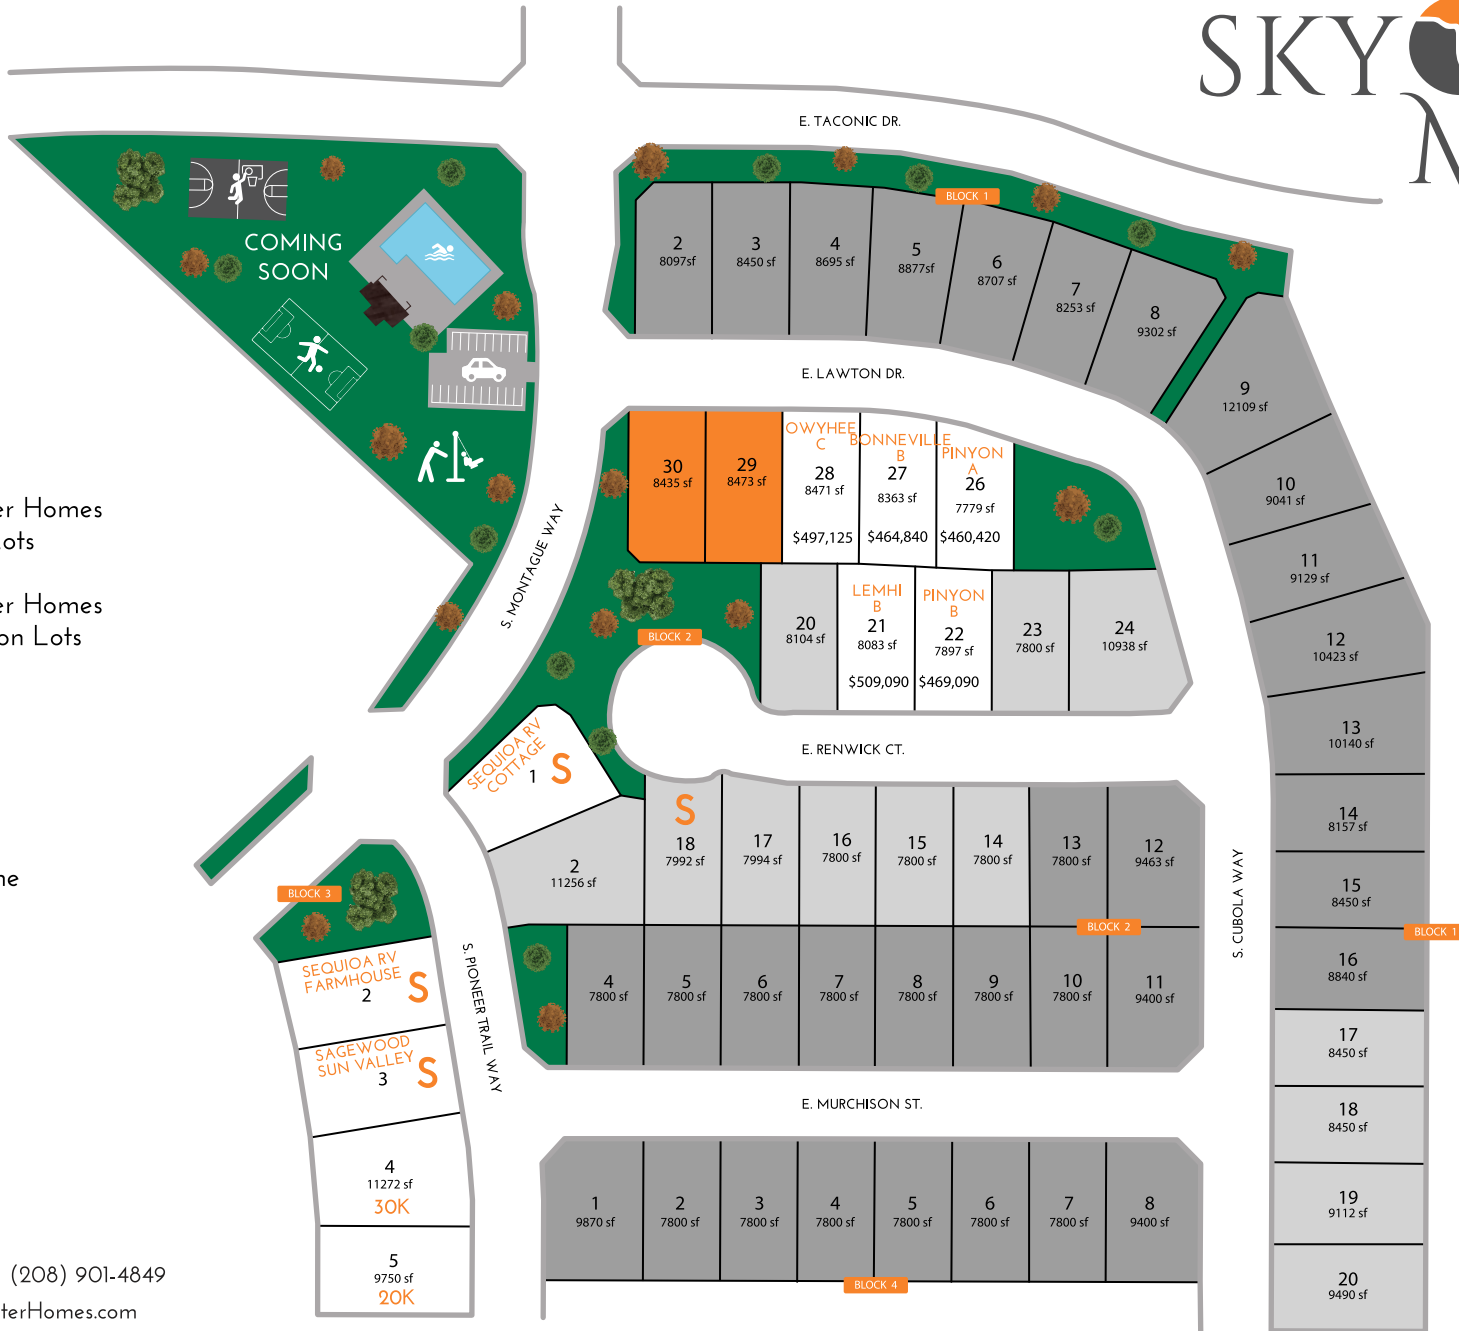 SKY
E. TACONIC DR.
BLOCK 1
COMING
SOON
2
8097sf
3
8450 sf
4
8695 sf
5
8877sf
6
8707 sf
7
8253 sf
8
9302 sf
9
12109 sf
10
9041 sf
11
9129 sf
12
10423 sf
13
10140 sf
14
8157 sf
15
8450 sf
BLOCK 1
16
8840 sf
17
8450 sf
18
8450 sf
19
9112 sf
20
9490 sf
E. LAWTON DR.
30
8435 sf
29
8473 sf
OWYHEE
C
28
8471 sf
$497,125
BONNEVILLE
B
27
8363 sf
$464,840
PINYON
A
26
7779 sf
$460,420
S. MONTAGUE WAY
er Homes
ots
er Homes
on Lots
BLOCK 2
20
8104 sf
LEMHI
B
21
8083 sf
$509,090
PINYON
B
22
7897 sf
$469,090
23
7800 sf
24
10938 sf
E. RENWICK CT.
SEQUIOA RV
COTTAGE
1
S
2
11256 sf
S
18
7992 sf
17
7994 sf
16
7800 sf
15
7800 sf
14
7800 sf
13
7800 sf
12
9463 sf
BLOCK 2
S. CUBOLA WAY
ne
BLOCK 3
S. PIONEER TRAIL WAY
4
7800 sf
5
7800 sf
6
7800 sf
7
7800 sf
8
7800 sf
9
7800 sf
10
7800 sf
11
9400 sf
SEQUIOA RV
FARMHOUSE
2
S
SAGEWOOD
SUN VALLEY
3
S
4
11272 sf
30K
5
9750 sf
20K
E. MURCHISON ST.
1
9870 sf
2
7800 sf
3
7800 sf
4
7800 sf
5
7800 sf
6
7800 sf
7
7800 sf
8
9400 sf
BLOCK 4
(208) 901-4849
terHomes.com